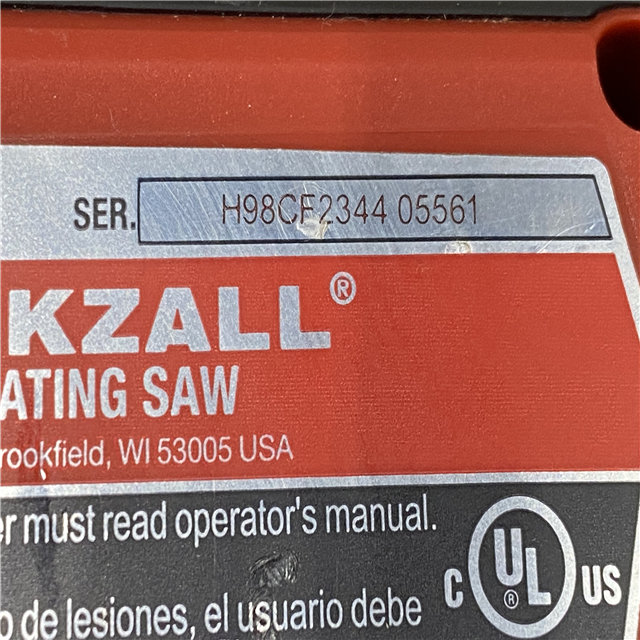 SER. H98CF2344 05561
KZALL®
ATING SAW
rookfield, WI 53005 USA
er must read operator's manual.
C UL® US
o de lesiones, el usuario debe